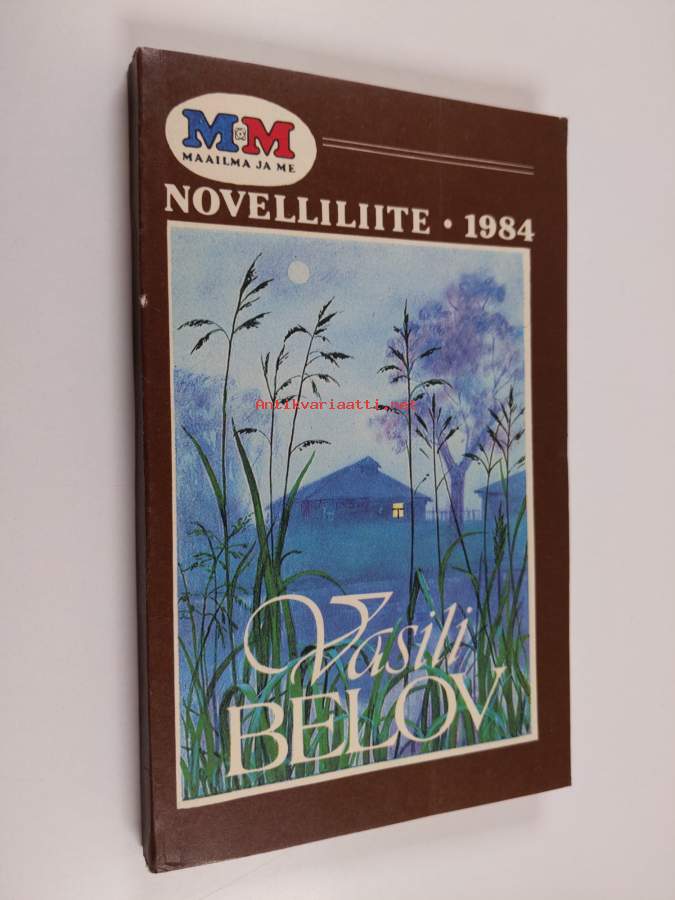 M M
MAAILMA JA ME
NOVELLILIITE • 1984
Antikvariaatti.net
Vasili
BELOV